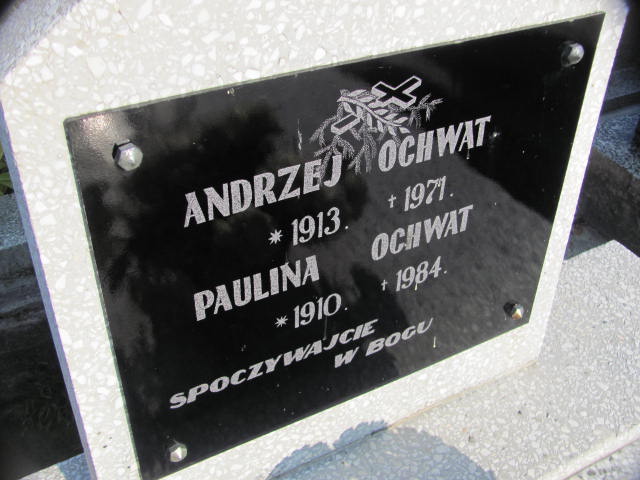 ANDRZEJ OCHWAT
* 1913. † 1971.
PAULINA OCHWAT
* 1910. † 1984.
SPOCZYWAJCIE
W BOGU